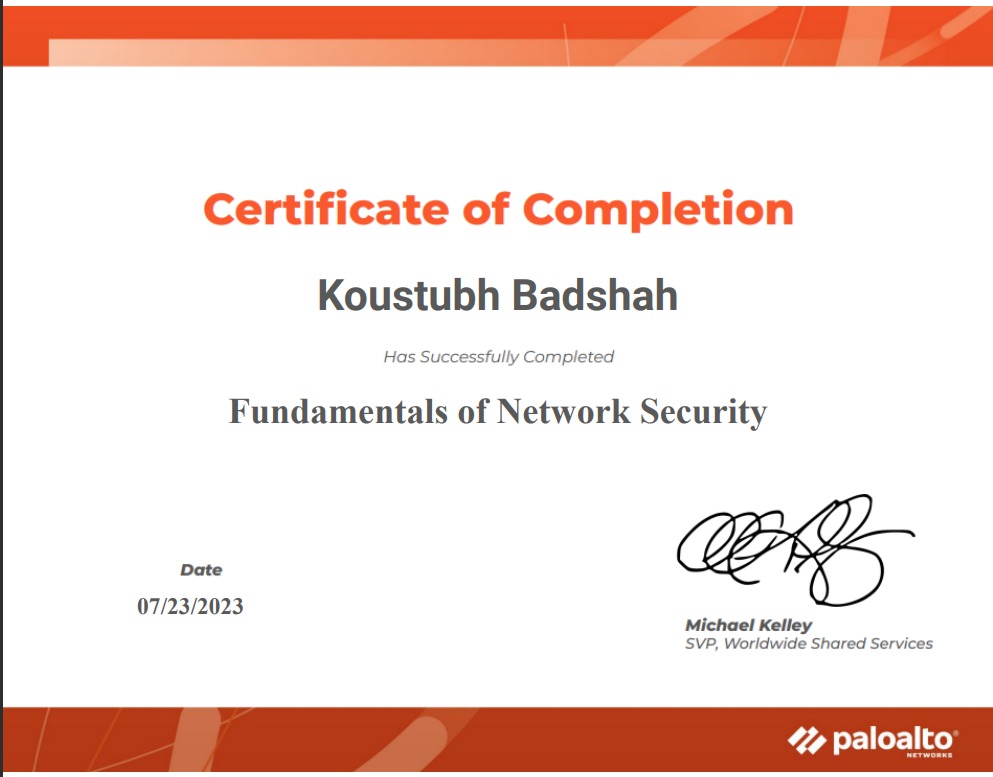 Certificate of Completion
Koustubh Badshah
Has Successfully Completed
Fundamentals of Network Security
Date
07/23/2023
Michael Kelley
SVP, Worldwide Shared Services
paloalto®
NETWORKS